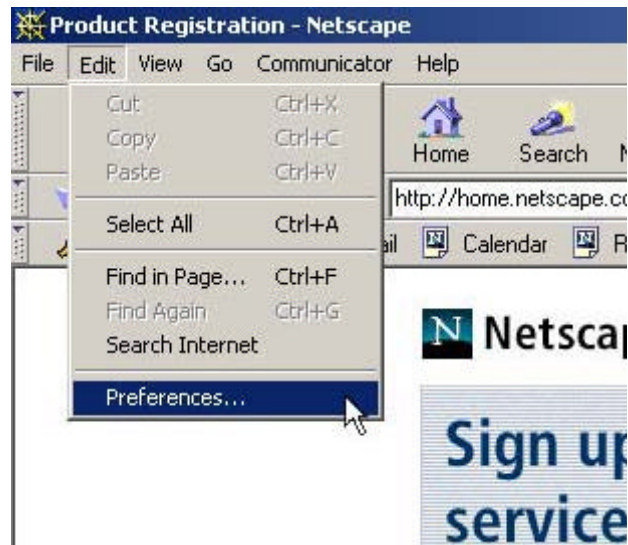 Product Registration - Netscape
File Edit View Go Communicator Help
Cut Ctrl+X
Copy Ctrl+C
Paste Ctrl+V
Select All Ctrl+A
Find in Page... Ctrl+F
Find Again Ctrl+G
Search Internet
Preferences...
Home Search N
http://home.netscape.co
il Calendar R
N Netscap
Sign up
service